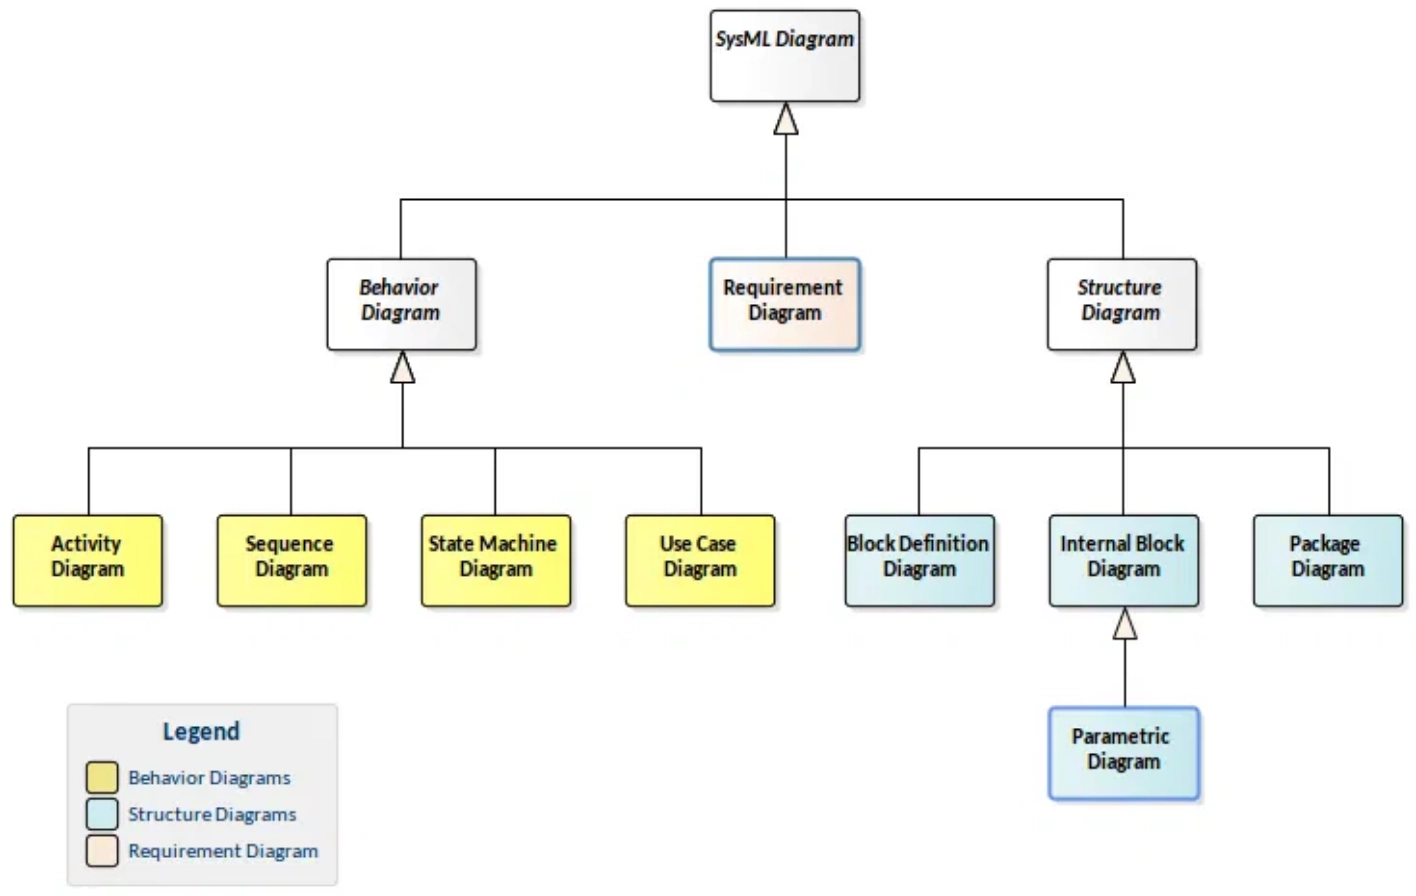 SysML Diagram
Behavior
Diagram
Requirement
Diagram
Structure
Diagram
Activity
Diagram
Sequence
Diagram
State Machine
Diagram
Use Case
Diagram
Block Definition
Diagram
Internal Block
Diagram
Package
Diagram
Parametric
Diagram
Legend
Behavior Diagrams
Structure Diagrams
Requirement Diagram